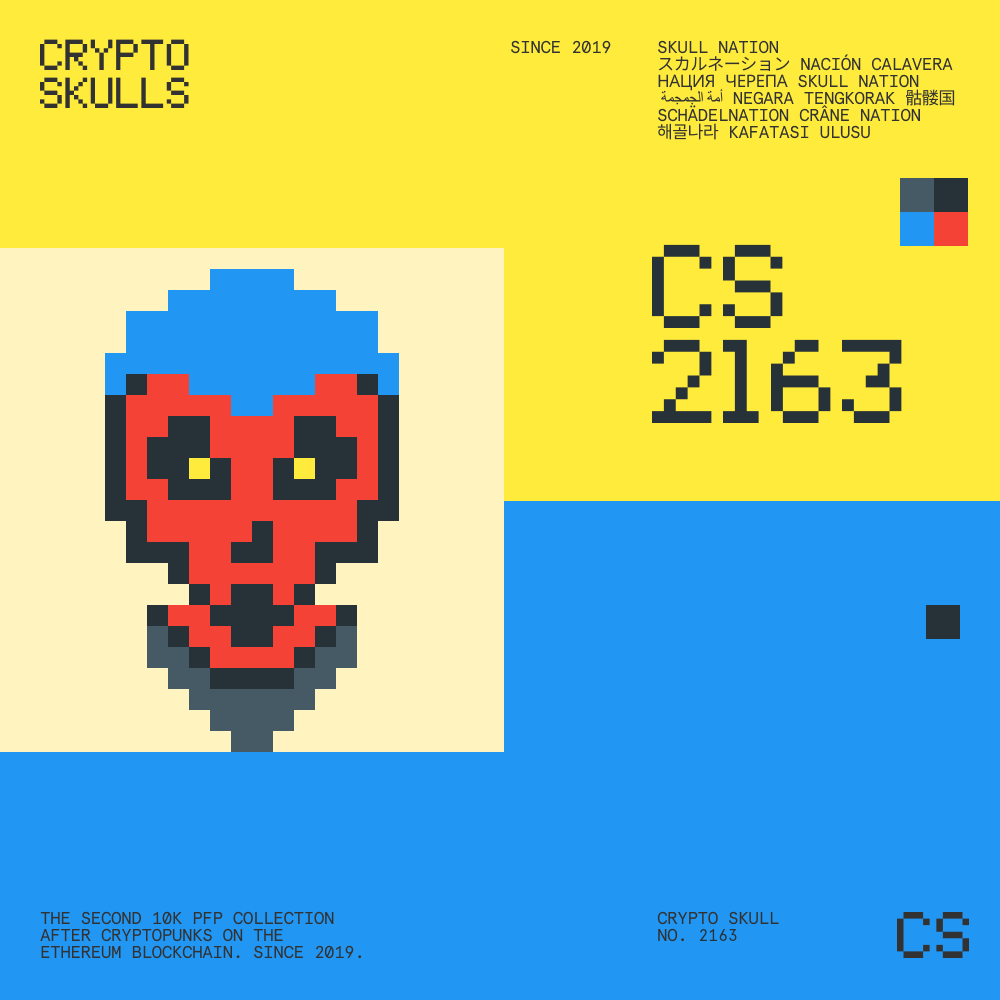 CRYPTO
SKULLS
SINCE 2019
SKULL NATION
スカルネーション NACIÓN CALAVERA
НАЦИЯ ЧЕРЕПА SKULL NATION
أمة الجمجمة NEGARA TENGKORAK 骷髅国
SCHÄDELNATION CRÂNE NATION
해골나라 KAFATASI ULUSU
CS
2163
THE SECOND 10K PFP COLLECTION
AFTER CRYPTOPUNKS ON THE
ETHEREUM BLOCKCHAIN. SINCE 2019.
CRYPTO SKULL
NO. 2163
CS